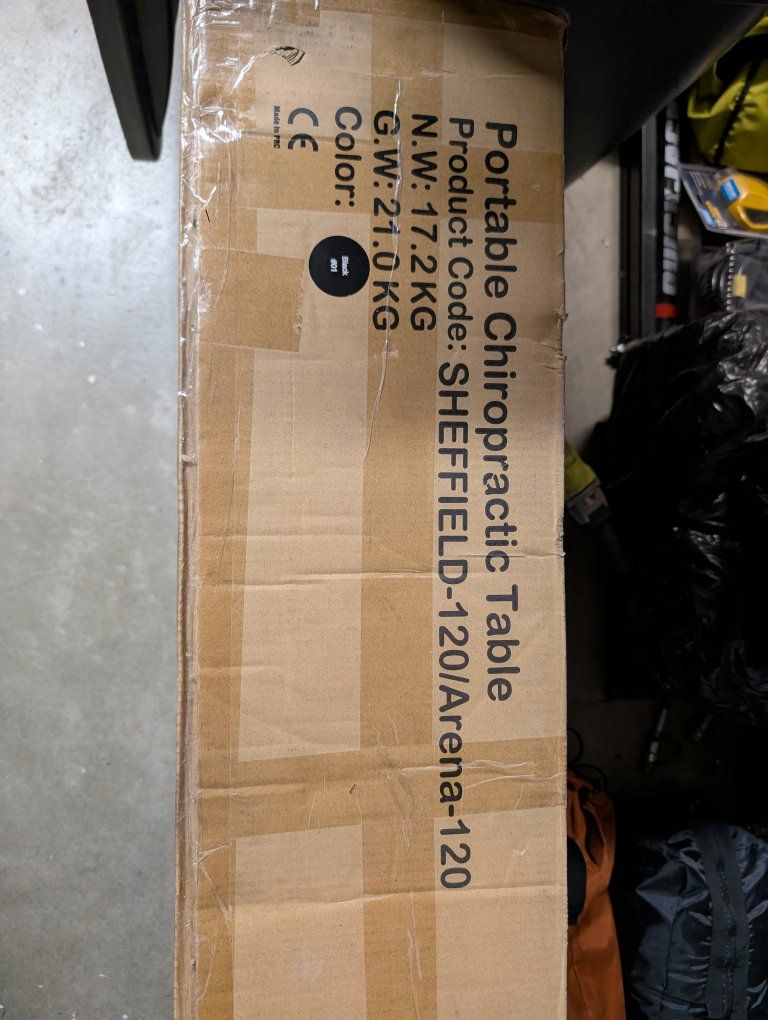 Portable Chiropractic Table
Product Code: SHEFFIELD-120/Arena-120
N.W: 17.2 KG
G.W: 21.0 KG
Color:
Black
#01
CE
Made in PRC